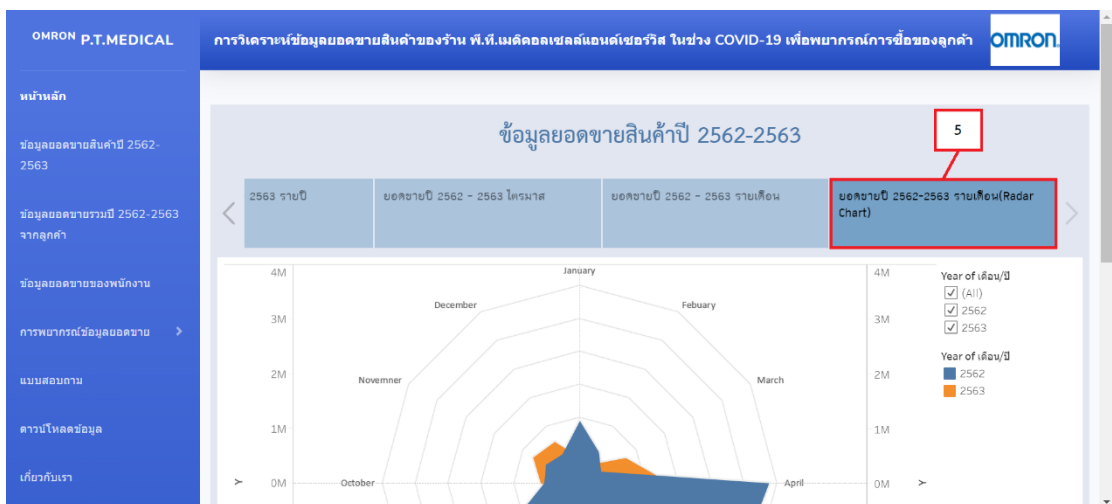 OMRON P.T.MEDICAL
การวิเคราะห์ข้อมูลยอดขายสินค้าของร้าน พี.ที.เมดิคอลเซลล์แอนด์เซอร์วิส ในช่วง COVID-19 เพื่อพยากรณ์การซื้อของลูกค้า
OMRON
หน้าหลัก
ข้อมูลยอดขายสินค้าปี 2562-
2563
ข้อมูลยอดขายรวมปี 2562-2563
จากลูกค้า
ข้อมูลยอดขายของพนักงาน
การพยากรณ์ข้อมูลยอดขาย
แบบสอบถาม
ดาวน์โหลดข้อมูล
เกี่ยวกับเรา
ข้อมูลยอดขายสินค้าปี 2562-2563
5
2563 รายปี
ยอดขายปี 2562 - 2563 ไตรมาส
ยอดขายปี 2562 - 2563 รายเดือน
ยอดขายปี 2562-2563 รายเดือน(Radar
Chart)
4M
3M
2M
1M
0M
Y
January
Febuary
March
April
October
Novemner
December
4M
3M
2M
1M
0M
Y
Year of เดือน/ปี
(All)
2562
2563
Year of เดือน/ปี
2562
2563